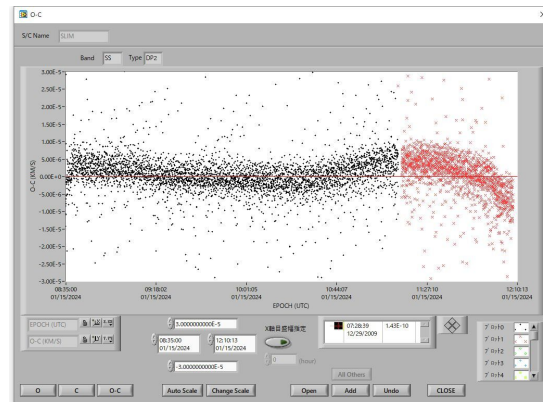 O-C
S/C Name SLIM
Band SS Type DP2
3.00E-5
2.50E-5
2.00E-5
1.50E-5
1.00E-5
5.00E-6
0.00E+0
-5.00E-6
-1.00E-5
-1.50E-5
-2.00E-5
-2.50E-5
-3.00E-5
O-C (KM/S)
08:35:00 09:18:02 10:01:05 10:44:07 11:27:10 12:10:13
01/15/2024 01/15/2024 01/15/2024 01/15/2024 01/15/2024 01/15/2024
EPOCH (UTC)
EPOCH (UTC)
O-C (KM/S)
3.0000000000E-5
08:35:00 12:10:13
01/15/2024 01/15/2024
-3.0000000000E-5
X軸目盛幅指定
0 (hour)
07:28:39 1.43E-10
12/29/2009
All Others
プロット0
プロット1
プロット2
プロット3
プロット4
O C O-C Auto Scale Change Scale Open Add Undo CLOSE